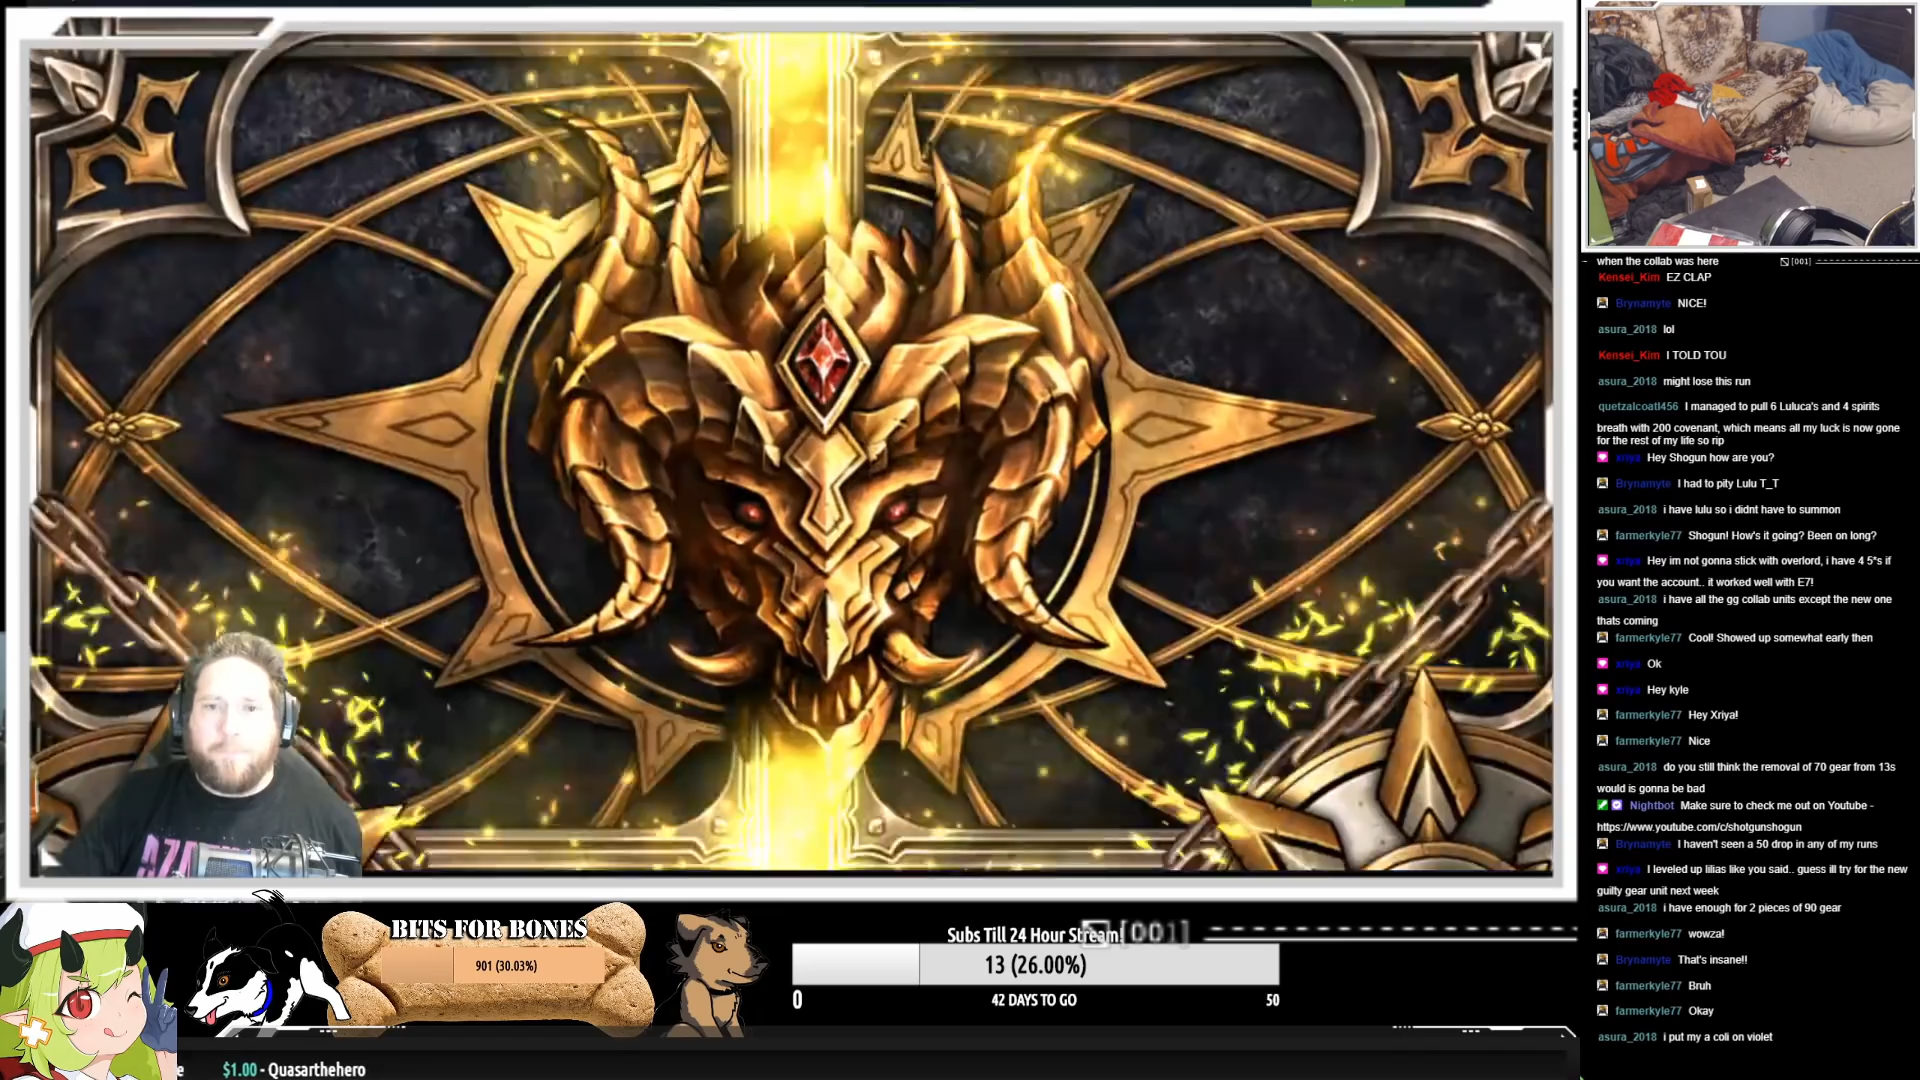 when the collab was here
[001]
Kensei_Kim EZ CLAP
Brynamyte NICE!
asura_2018 lol
Kensei_Kim I TOLD TOU
asura_2018 might lose this run
quetzalcoatl456 I managed to pull 6 Luluca's and 4 spirits
breath with 200 covenant, which means all my luck is now gone
for the rest of my life so rip
xriya Hey Shogun how are you?
Brynamyte I had to pity Lulu T_T
asura_2018 i have lulu so i didnt have to summon
farmerkyle77 Shogun! How's it going? Been on long?
xriya Hey im not gonna stick with overlord, i have 4 5*s if
you want the account.. it worked well with E7!
asura_2018 i have all the gg collab units except the new one
thats coming
farmerkyle77 Cool! Showed up somewhat early then
xriya Ok
xriya Hey kyle
farmerkyle77 Hey Xriya!
farmerkyle77 Nice
asura_2018 do you still think the removal of 70 gear from 13s
would is gonna be bad
Nightbot Make sure to check me out on Youtube -
https://www.youtube.com/c/shotgunshogun
Brynamyte I haven't seen a 50 drop in any of my runs
xriya I leveled up lilias like you said.. guess ill try for the new
guilty gear unit next week
asura_2018 i have enough for 2 pieces of 90 gear
farmerkyle77 wowza!
Brynamyte That's insane!!
farmerkyle77 Bruh
farmerkyle77 Okay
asura_2018 i put my a coli on violet
BITS FOR BONES
901 (30.03%)
Subs Till 24 Hour Stream!
[001]
13 (26.00%)
0
42 DAYS TO GO
50
e
$1.00 - Quasarthehero